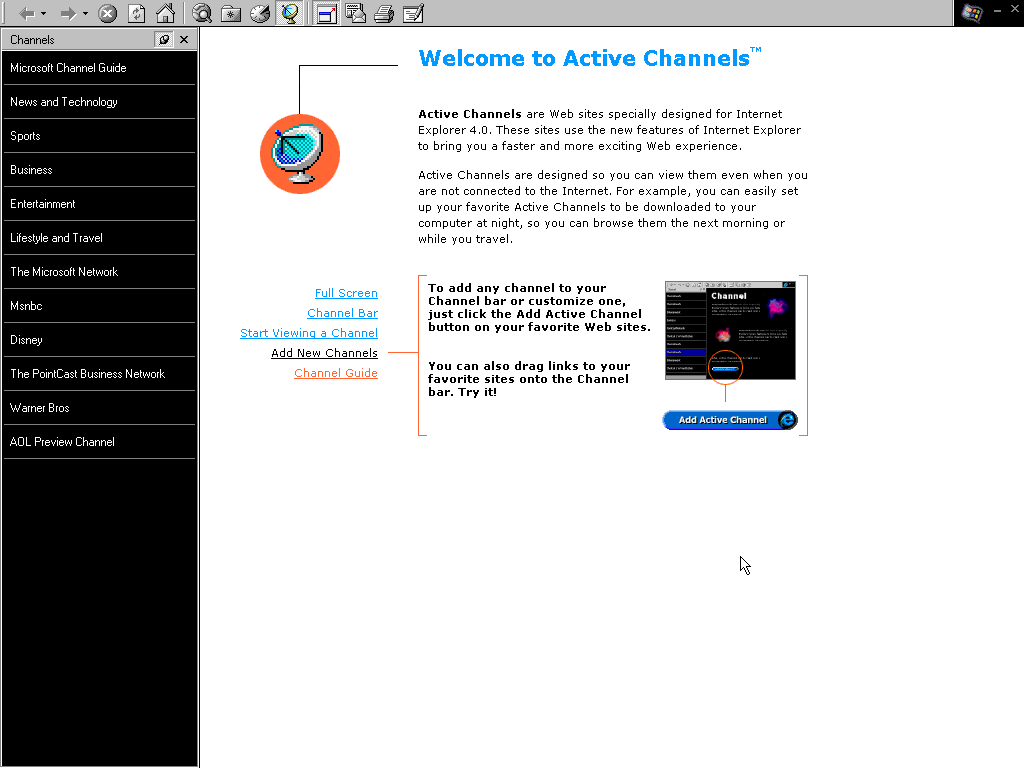 Channels
Microsoft Channel Guide
News and Technology
Sports
Business
Entertainment
Lifestyle and Travel
The Microsoft Network
Msnbc
Disney
The PointCast Business Network
Warner Bros
AOL Preview Channel
Welcome to Active Channels™
Active Channels are Web sites specially designed for Internet
Explorer 4.0. These sites use the new features of Internet Explorer
to bring you a faster and more exciting Web experience.
Active Channels are designed so you can view them even when you
are not connected to the Internet. For example, you can easily set
up your favorite Active Channels to be downloaded to your
computer at night, so you can browse them the next morning or
while you travel.
Full Screen
Channel Bar
Start Viewing a Channel
Add New Channels
Channel Guide
To add any channel to your
Channel bar or customize one,
just click the Add Active Channel
button on your favorite Web sites.
You can also drag links to your
favorite sites onto the Channel
bar. Try it!
Channel
Add Active Channel